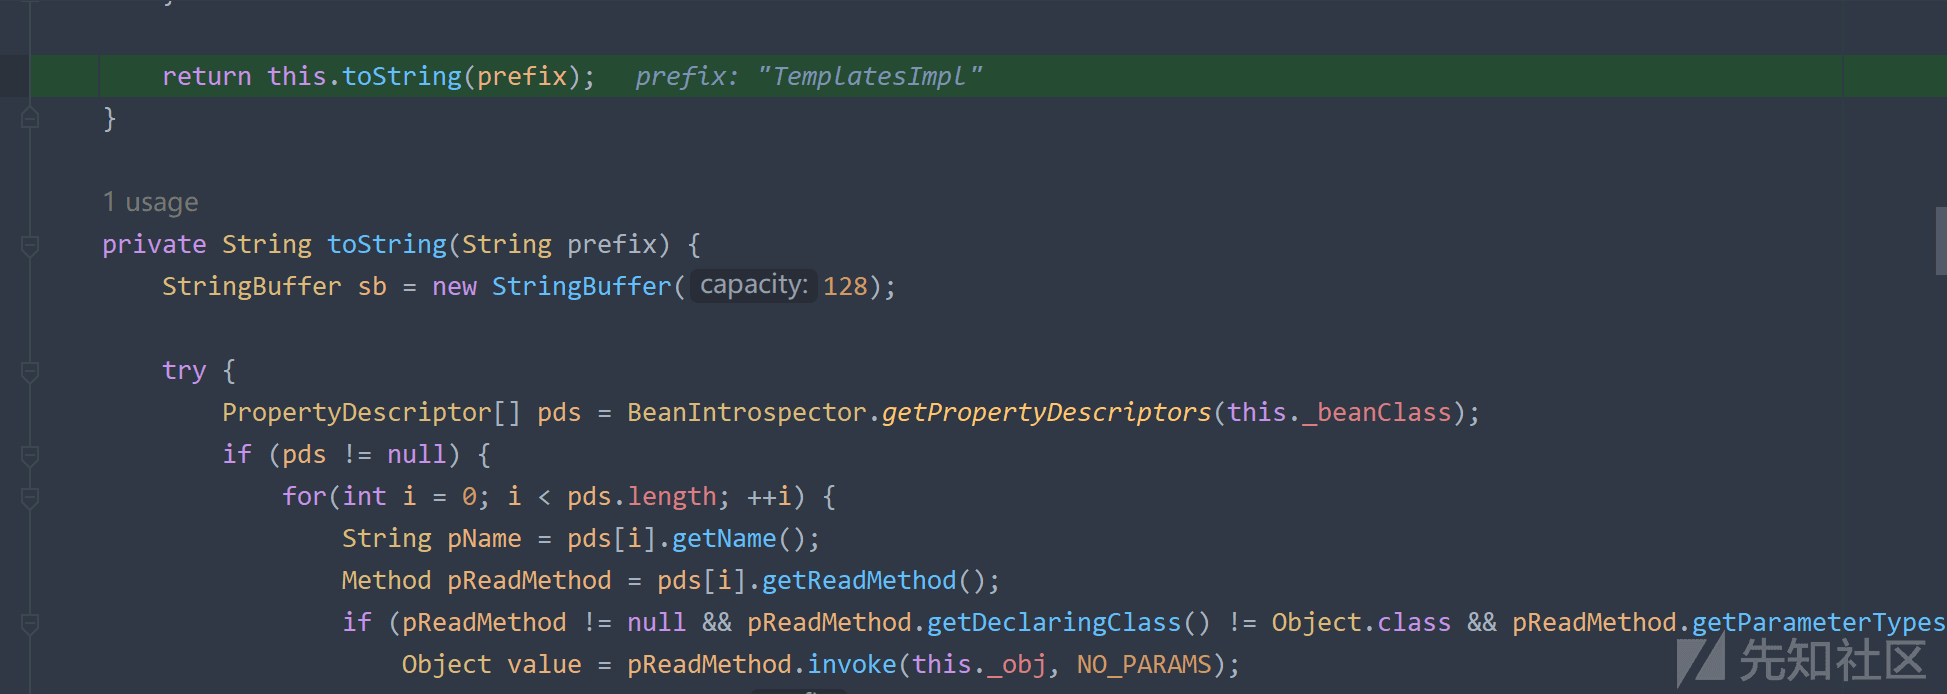 return this.toString(prefix);   prefix: "TemplatesImpl"
}
1 usage
private String toString(String prefix) {
StringBuffer sb = new StringBuffer( capacity: 128);
try {
PropertyDescriptor[] pds = BeanIntrospector.getPropertyDescriptors(this._beanClass);
if (pds != null) {
for(int i = 0; i < pds.length; ++i) {
String pName = pds[i].getName();
Method pReadMethod = pds[i].getReadMethod();
if (pReadMethod != null && pReadMethod.getDeclaringClass() != Object.class && pReadMethod.getParameterTypes
Object value = pReadMethod.invoke(this._obj, NO_PARAMS);
先知社区